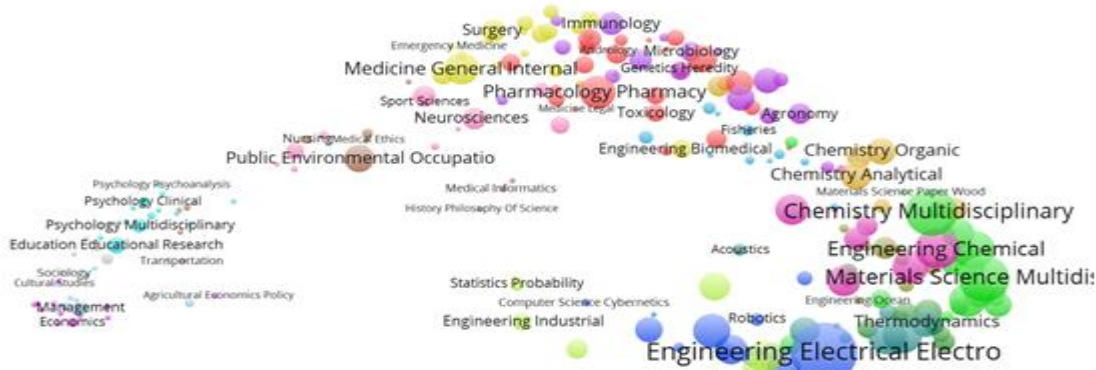 Surgery
Immunology
Emergency Medicine
Andrology
Microbiology
Medicine General Internal
Genetics Heredity
Pharmacology Pharmacy
Sport Sciences
Medicine Legal
Toxicology
Agronomy
Neurosciences
Fisheries
Nursing
Medical Ethics
Engineering Biomedical
Chemistry Organic
Public Environmental Occupatio
Chemistry Analytical
Psychology Psychoanalysis
Medical Informatics
Materials Science Paper Wood
Psychology Clinical
History Philosophy Of Science
Chemistry Multidisciplinary
Psychology Multidisciplinary
Education Educational Research
Acoustics
Engineering Chemical
Transportation
Sociology
Materials Science Multidis
Cultural Studies
Statistics Probability
Agricultural Economics Policy
Computer Science Cybernetics
Engineering Ocean
Management
Economics
Engineering Industrial
Robotics
Thermodynamics
Engineering Electrical Electro